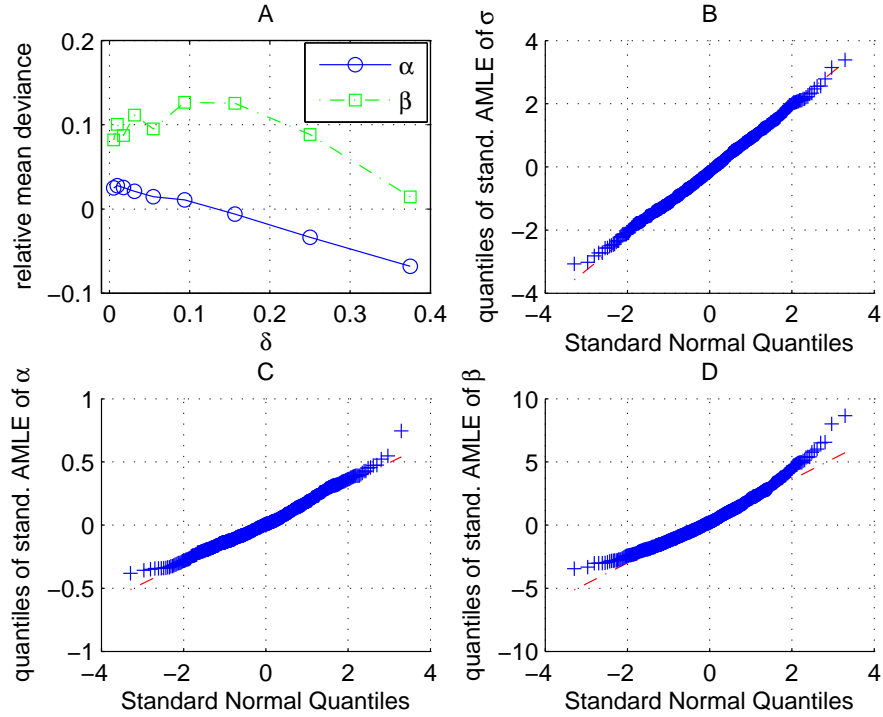 A
relative mean deviance
0.2
0.1
0
−0.1
0
0.1
0.2
0.3
0.4
δ
α
β
B
quantiles of stand. AMLE of σ
4
2
0
−2
−4
−4
−2
0
2
4
Standard Normal Quantiles
C
quantiles of stand. AMLE of α
1
0.5
0
−0.5
−1
−4
−2
0
2
4
Standard Normal Quantiles
D
quantiles of stand. AMLE of β
10
5
0
−5
−10
−4
−2
0
2
4
Standard Normal Quantiles